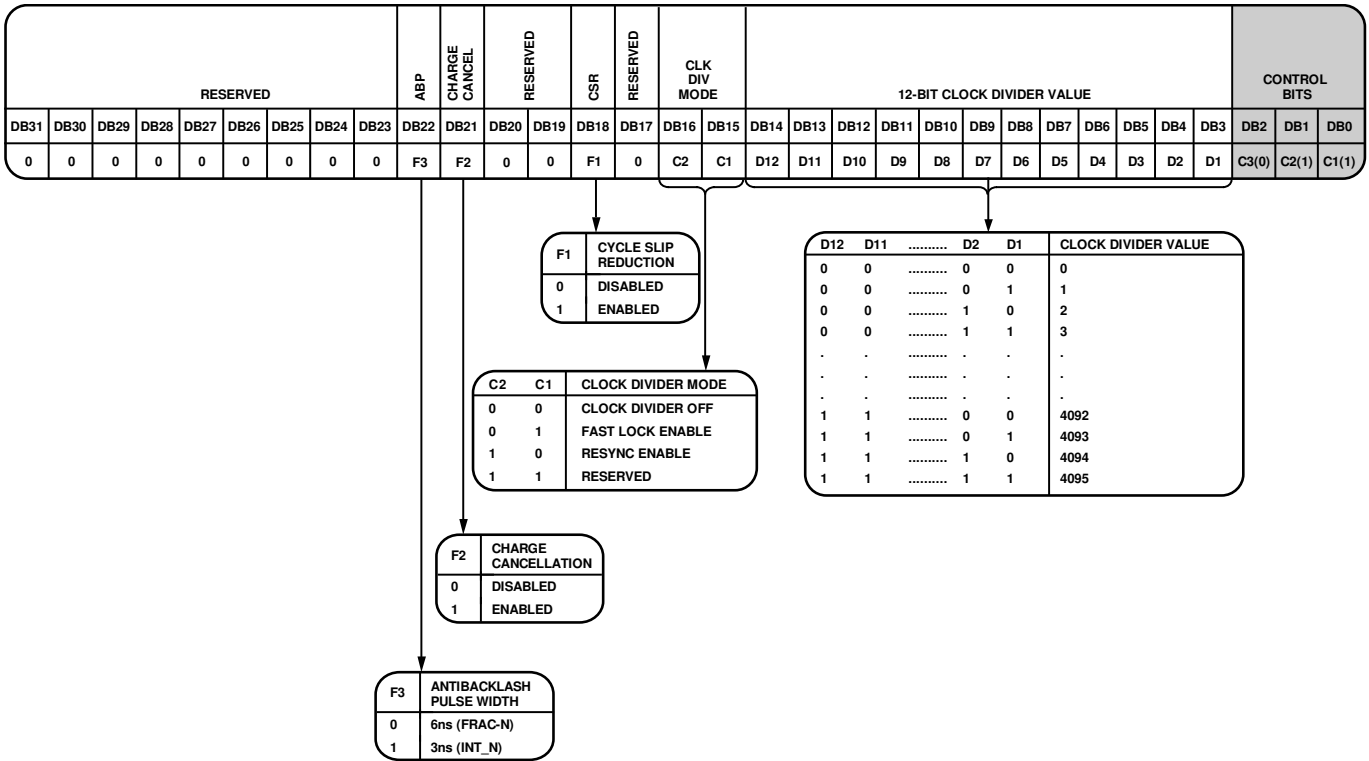 RESERVED
ABP
CHARGE
CANCEL
RESERVED
CSR
RESERVED
CLK
DIV
MODE
12-BIT CLOCK DIVIDER VALUE
CONTROL
BITS
DB31 DB30 DB29 DB28 DB27 DB26 DB25 DB24 DB23 DB22 DB21 DB20 DB19 DB18 DB17 DB16 DB15 DB14 DB13 DB12 DB11 DB10 DB9 DB8 DB7 DB6 DB5 DB4 DB3 DB2 DB1 DB0
0 0 0 0 0 0 0 0 0 F3 F2 0 0 F1 0 C2 C1 D12 D11 D10 D9 D8 D7 D6 D5 D4 D3 D2 D1 C3(0) C2(1) C1(1)
F1 CYCLE SLIP
REDUCTION
0 DISABLED
1 ENABLED
D12 D11 .......... D2 D1 CLOCK DIVIDER VALUE
0 0 .......... 0 0 0
0 0 .......... 0 1 1
0 0 .......... 1 0 2
0 0 .......... 1 1 3
. . .......... . . .
. . .......... . . .
. . .......... . . .
1 1 .......... 0 0 4092
1 1 .......... 0 1 4093
1 1 .......... 1 0 4094
1 1 .......... 1 1 4095
C2 C1 CLOCK DIVIDER MODE
0 0 CLOCK DIVIDER OFF
0 1 FAST LOCK ENABLE
1 0 RESYNC ENABLE
1 1 RESERVED
F2 CHARGE
CANCELLATION
0 DISABLED
1 ENABLED
F3 ANTIBACKLASH
PULSE WIDTH
0 6ns (FRAC-N)
1 3ns (INT_N)